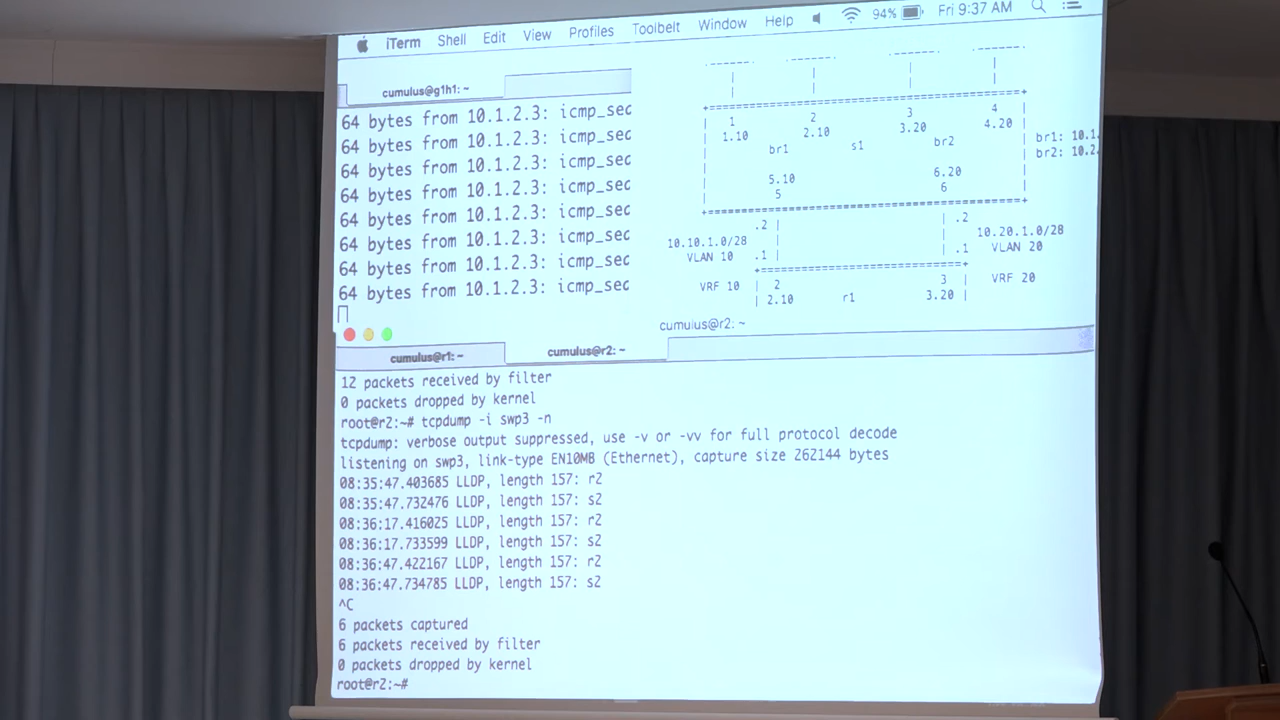 iTerm Shell Edit View Profiles Toolbelt Window Help 94% Fri 9:37 AM
cumulus@g1h1: ~
64 bytes from 10.1.2.3: icmp_sec
64 bytes from 10.1.2.3: icmp_sec
64 bytes from 10.1.2.3: icmp_sec
64 bytes from 10.1.2.3: icmp_sec
64 bytes from 10.1.2.3: icmp_sec
64 bytes from 10.1.2.3: icmp_sec
64 bytes from 10.1.2.3: icmp_sec
64 bytes from 10.1.2.3: icmp_sec
1 2 3 4
1.10 2.10 3.20 4.20
br1 s1 br2
br1: 10.1.
br2: 10.2.
5.10 6.20
5 6
.2 .2
10.10.1.0/28 10.20.1.0/28
VLAN 10 .1 .1 VLAN 20
VRF 10 2 3 VRF 20
2.10 r1 3.20
cumulus@r2: ~
cumulus@r1: ~ cumulus@r2: ~
12 packets received by filter
0 packets dropped by kernel
root@r2:~# tcpdump -i swp3 -n
tcpdump: verbose output suppressed, use -v or -vv for full protocol decode
listening on swp3, link-type EN10MB (Ethernet), capture size 262144 bytes
08:35:47.403685 LLDP, length 157: r2
08:35:47.732476 LLDP, length 157: s2
08:36:17.416025 LLDP, length 157: r2
08:36:17.733599 LLDP, length 157: s2
08:36:47.422167 LLDP, length 157: r2
08:36:47.734785 LLDP, length 157: s2
^C
6 packets captured
6 packets received by filter
0 packets dropped by kernel
root@r2:~#